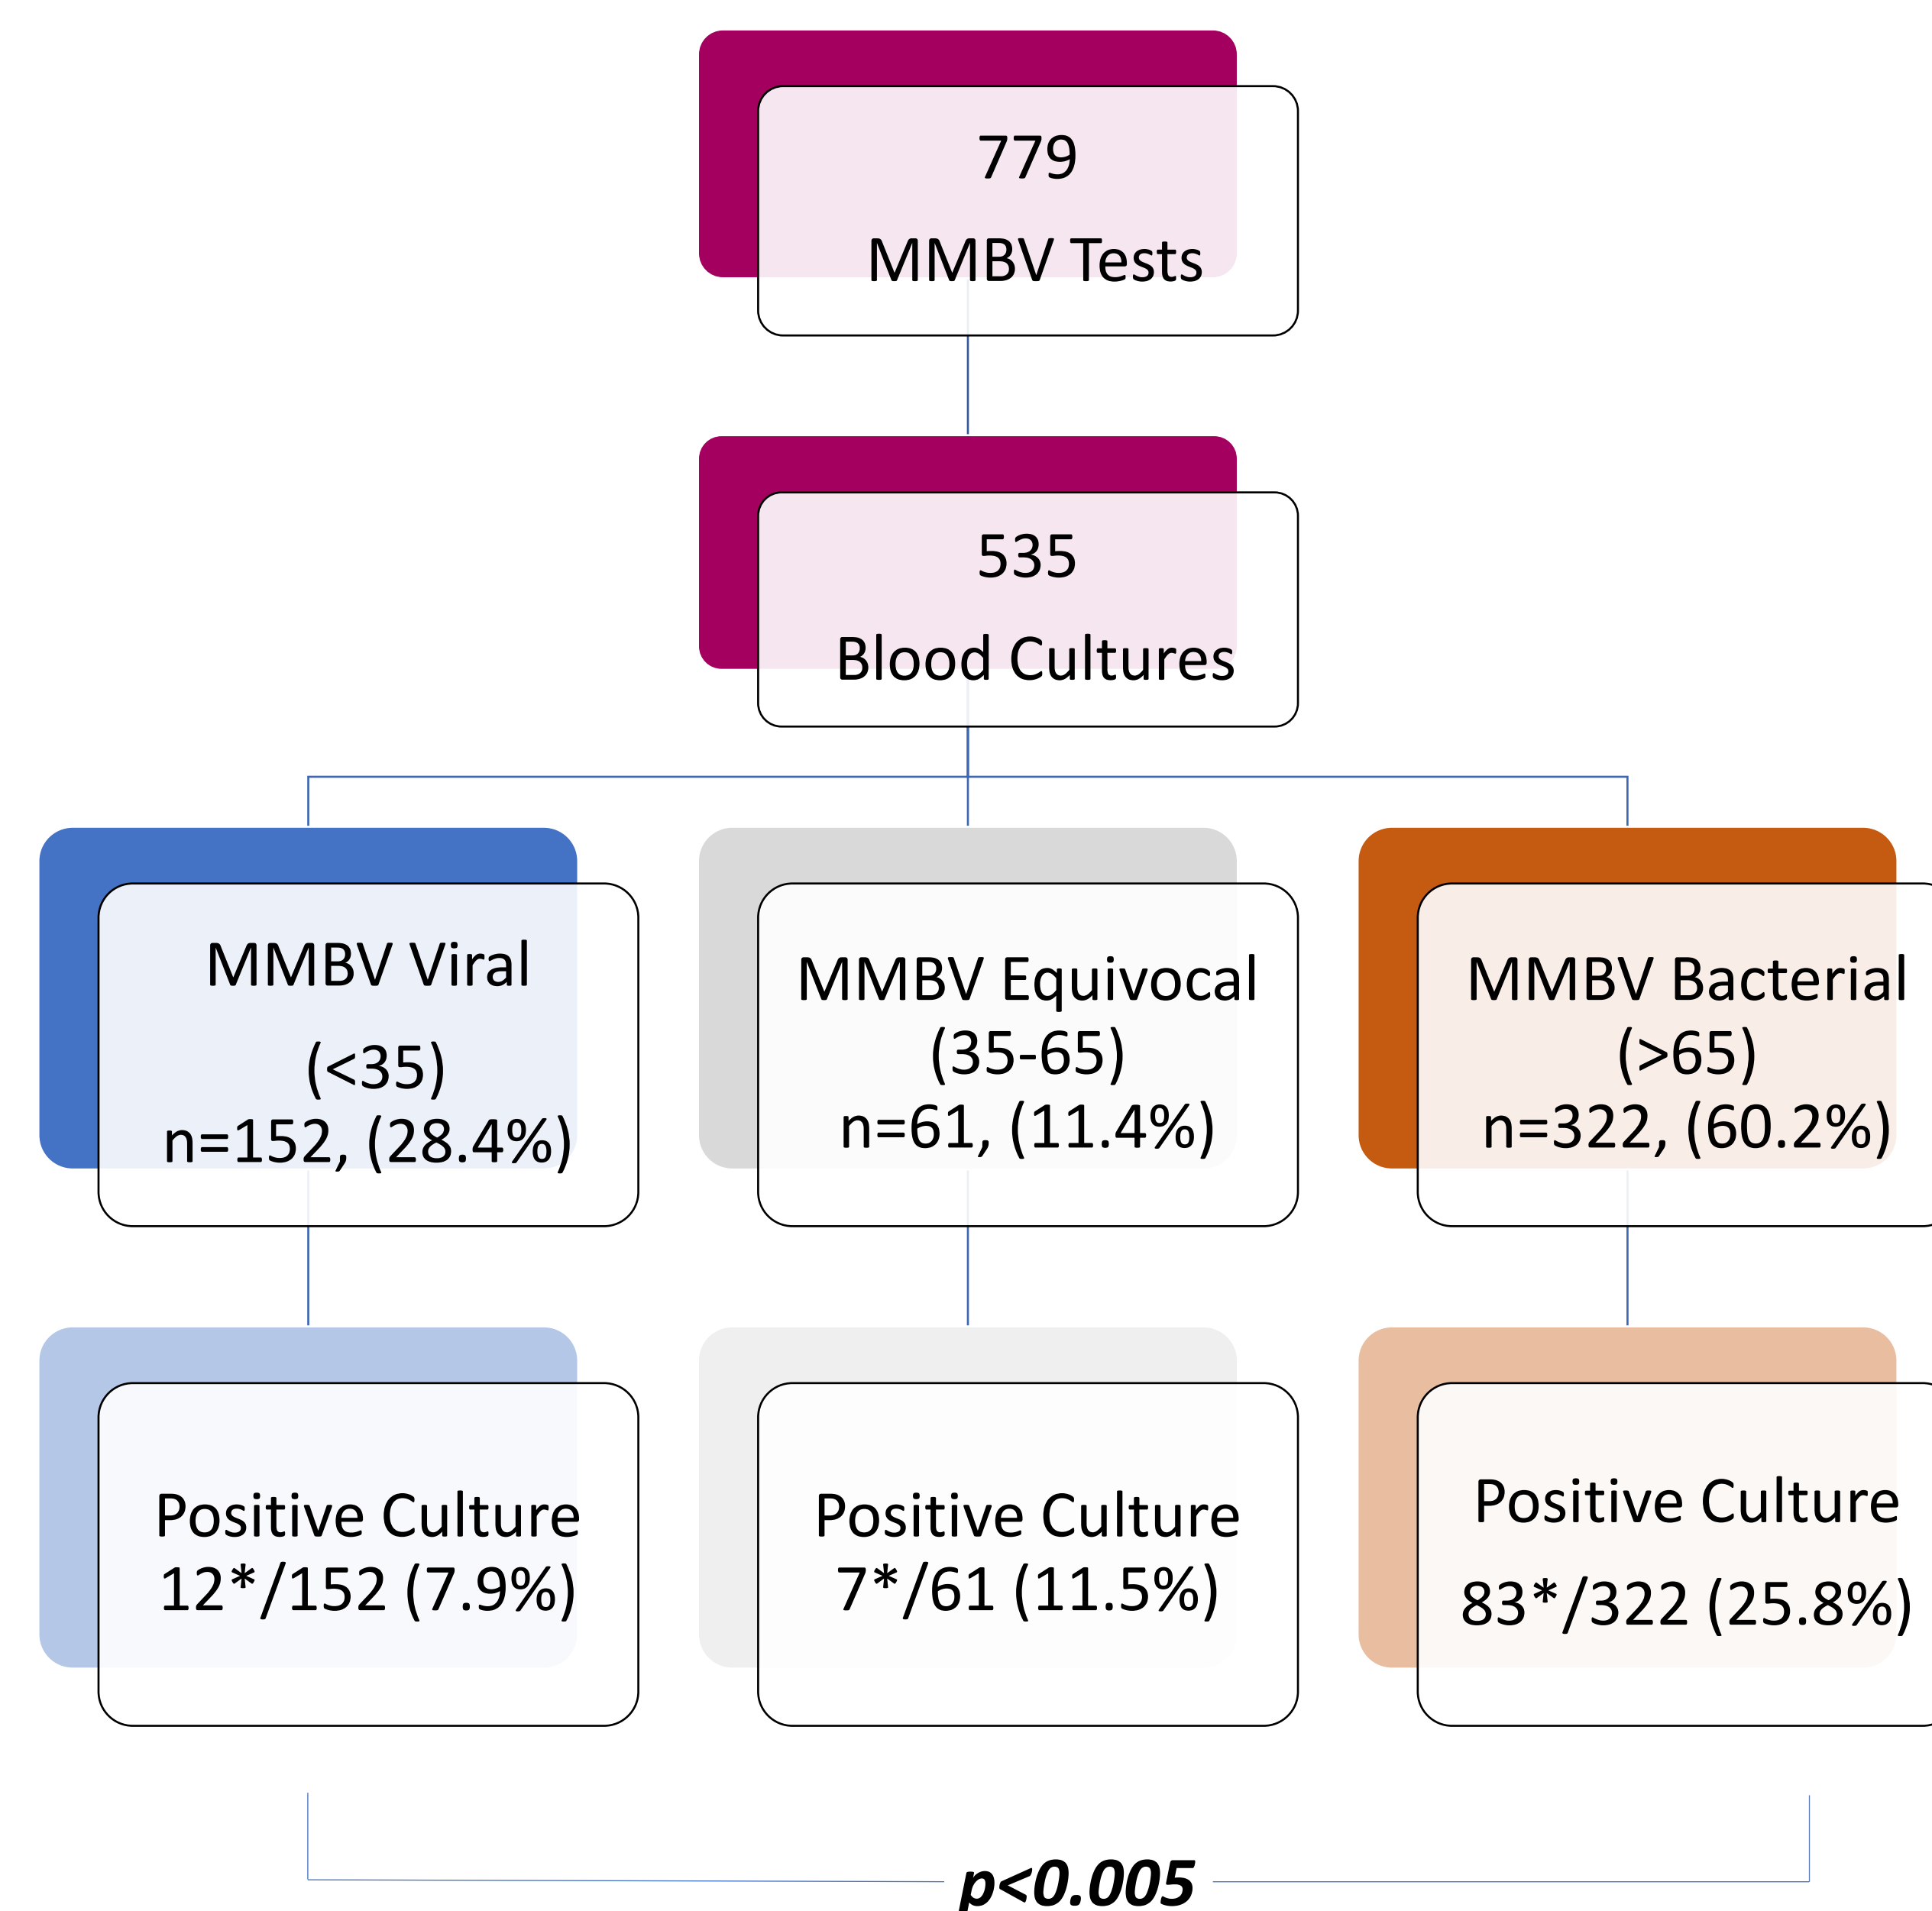 779
MMBV Tests
535
Blood Cultures
MMBV Viral
(<35)
n=152, (28.4%)
MMBV Equivocal
(35-65)
n=61, (11.4%)
MMBV Bacterial
(>65)
n=322, (60.2%)
Positive Culture
12*/152 (7.9%)
Positive Culture
7*/61 (11.5%)
Positive Culture
83*/322 (25.8%)
p<0.005